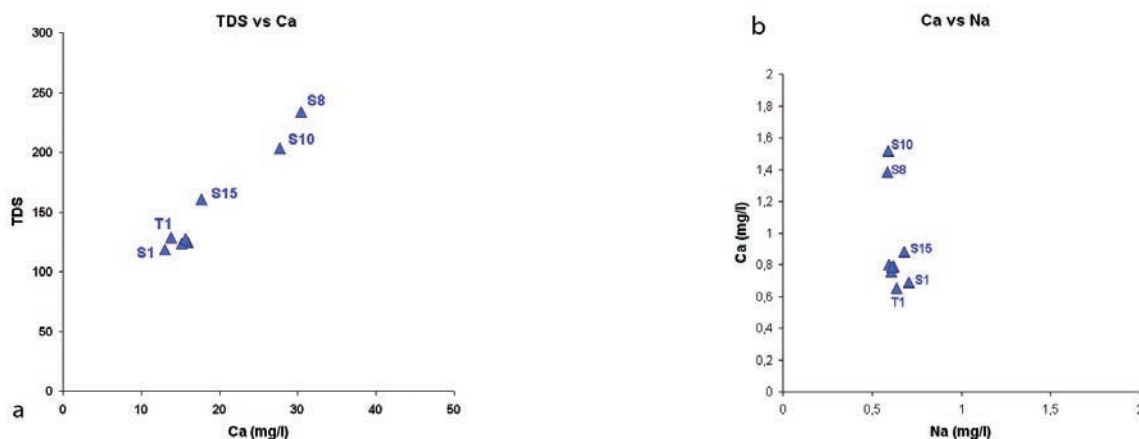 TDS vs Ca
300
250
200
150
100
50
0
TDS
S8
S10
S15
T1
S1
0 10 20 30 40 50
Ca (mg/l)
a
b
Ca vs Na
2
1,8
1,6
1,4
1,2
1
0,8
0,6
0,4
0,2
0
Ca (mg/l)
S10
S8
S15
S1
T1
0 0,5 1 1,5 2
Na (mg/l)